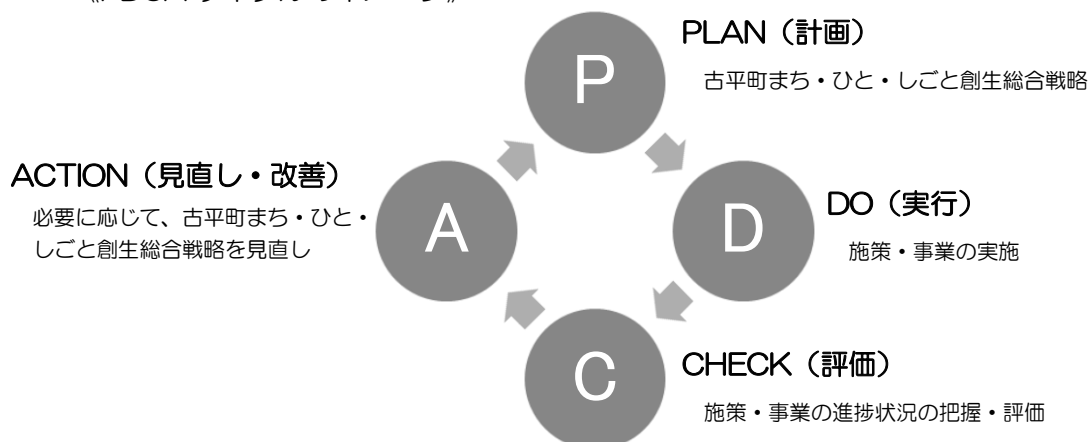 P
PLAN（計画）
古平町まち・ひと・しごと創生総合戦略
D
DO（実行）
施策・事業の実施
C
CHECK（評価）
施策・事業の進捗状況の把握・評価
A
ACTION（見直し・改善）
必要に応じて、古平町まち・ひと・
しごと創生総合戦略を見直し